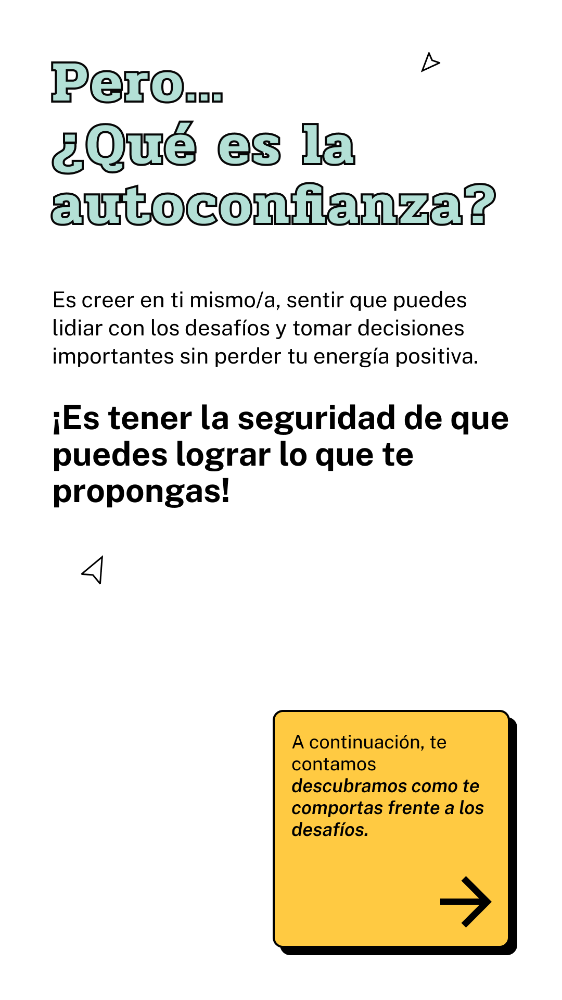 Pero...
¿Qué es la
autoconfianza?
Es creer en ti mismo/a, sentir que puedes
lidiar con los desafíos y tomar decisiones
importantes sin perder tu energía positiva.
¡Es tener la seguridad de que
puedes lograr lo que te
propongas!
A continuación, te
contamos
descubramos como te
comportas frente a los
desafíos.